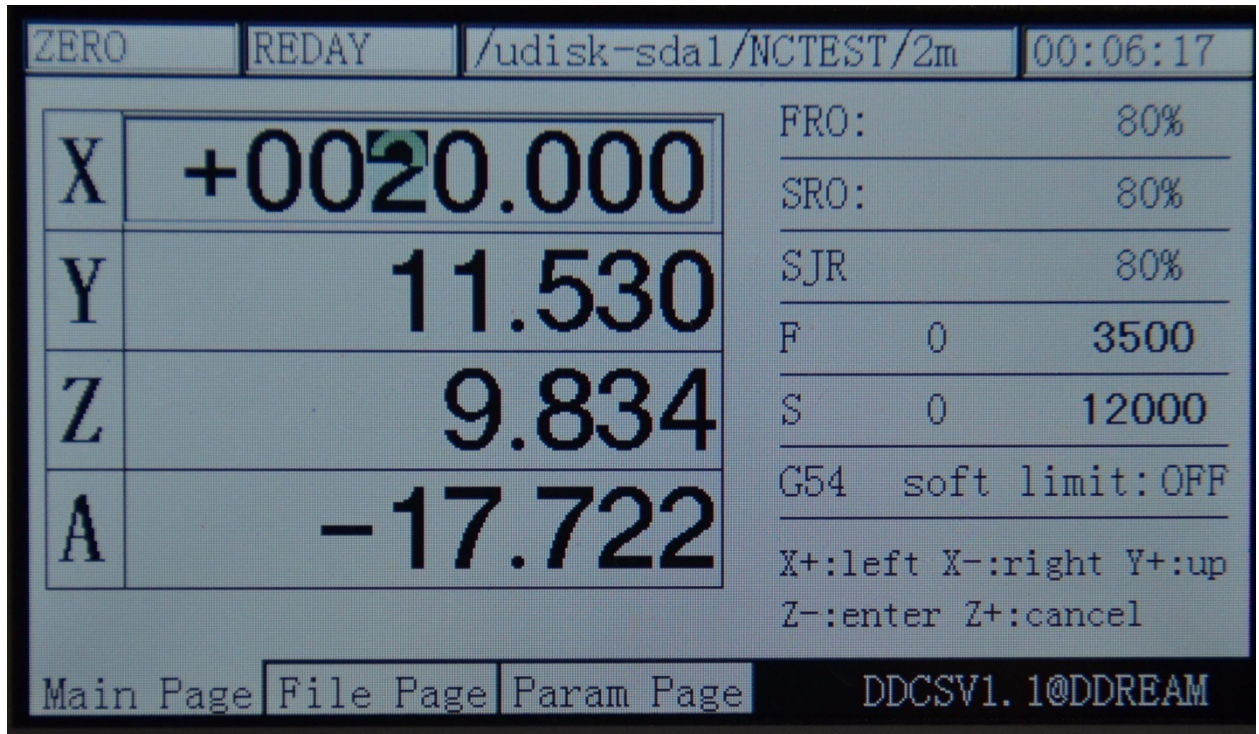 ZERO REDAY /udisk-sda1/NCTEST/2m 00:06:17
X +0020.000
Y 11.530
Z 9.834
A -17.722
FRO: 80%
SRO: 80%
SJR 80%
F 0 3500
S 0 12000
G54 soft limit:OFF
X+:left X-:right Y+:up
Z-:enter Z+:cancel
Main Page File Page Param Page DDCSV1.1@DDREAM